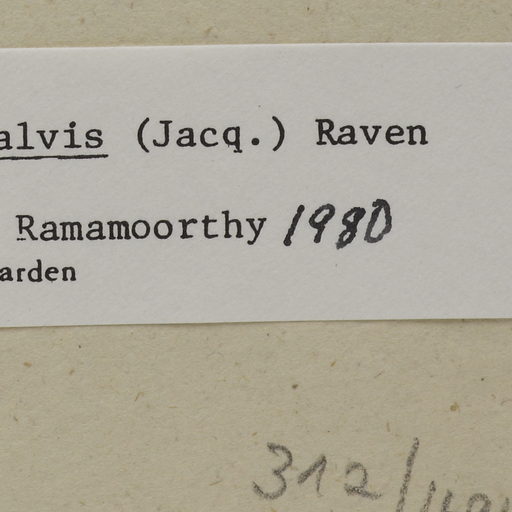 alvis (Jacq.) Raven
Ramamoorthy 1980
arden
312/